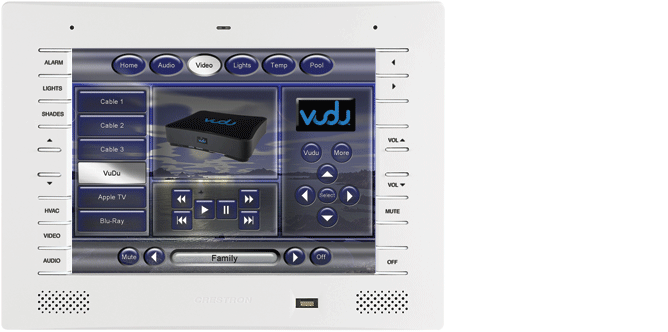 ALARM
LIGHTS
SHADES
HVAC
VIDEO
AUDIO
Home Audio Video Lights Temp Pool
Cable 1
Cable 2
Cable 3
VuDu
Apple TV
Blu-Ray
vudu
vudu
Vudu More
Select
Mute Family Off
VOL
VOL
MUTE
OFF
CRESTRON